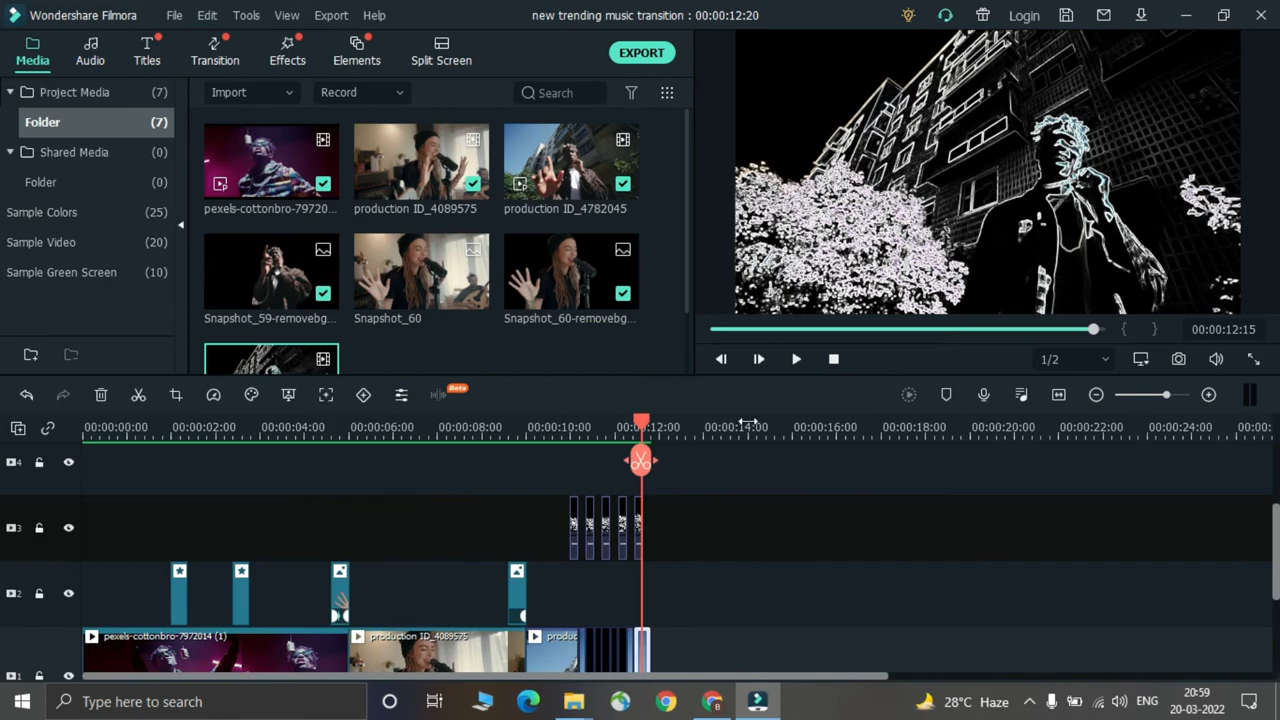 Wondershare Filmora
File Edit Tools View Export Help
new trending music transition : 00:00:12:20
Login
Media
Audio
Titles
Transition
Effects
Elements
Split Screen
EXPORT
Project Media (7)
Folder (7)
Shared Media (0)
Folder (0)
Sample Colors (25)
Sample Video (20)
Sample Green Screen (10)
Import
Record
Search
pexels-cottonbro-79720...
production ID_4089575
production ID_4782045
Snapshot_59-removebg...
Snapshot_60
Snapshot_60-removebg...
00:00:12:15
1/2
Beta
00:00:00:00 00:00:02:00 00:00:04:00 00:00:06:00 00:00:08:00 00:00:10:00 00:00:12:00 00:00:14:00 00:00:16:00 00:00:18:00 00:00:20:00 00:00:22:00 00:00:24:00 00:00:
4
3
2
1
pexels-cottonbro-7972014 (1)
production ID_4089575
produc
Type here to search
28°C Haze
ENG
20:59
20-03-2022